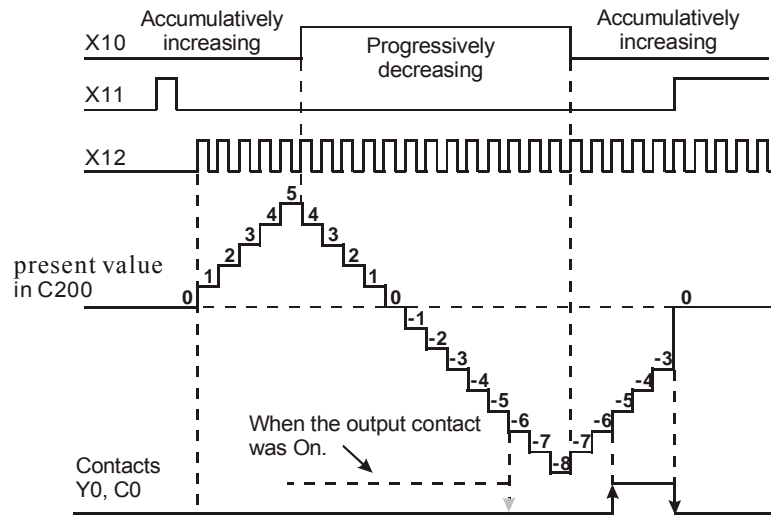 Accumulatively
increasing
Accumulatively
increasing
X10
Progressively
decreasing
X11
X12
5
4
4
3
3
2
2
1
1
present value
in C200
0
0
0
-1
-2
-3
-3
-4
-4
-5
-5
-6
-6
-7
-7
-8
When the output contact
was On.
Contacts
Y0, C0